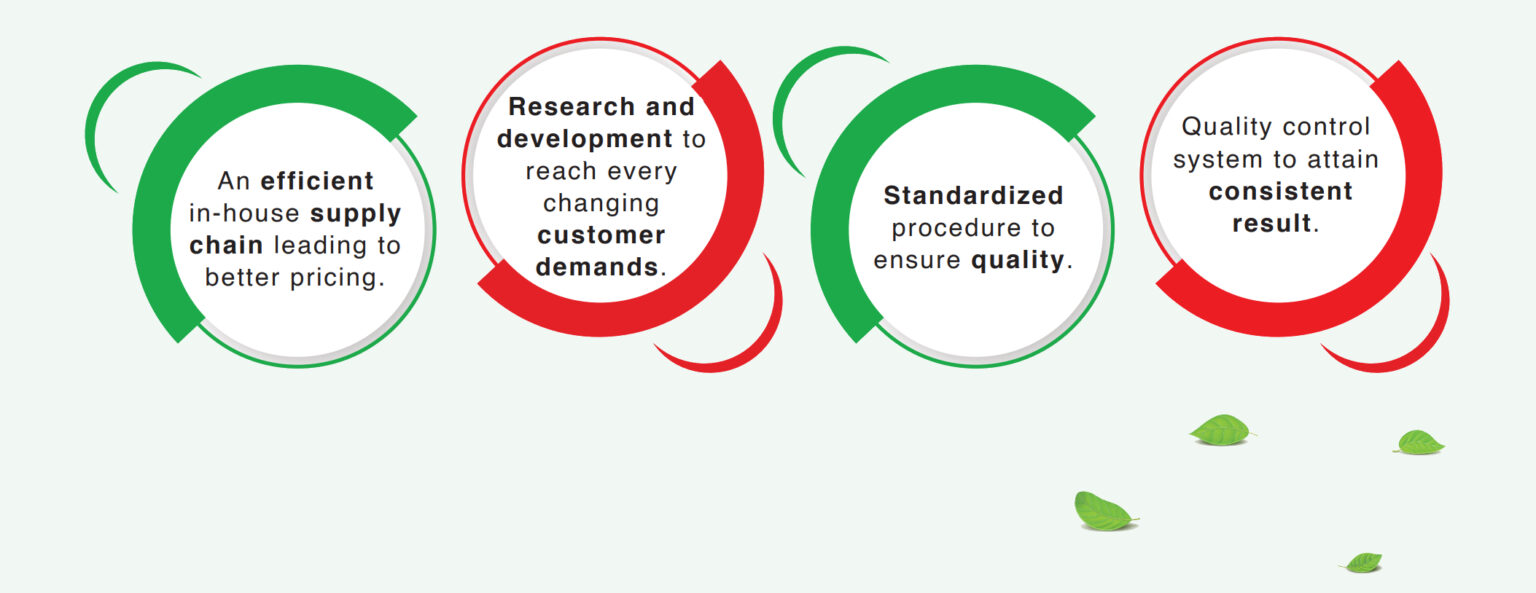 An efficient
in-house supply
chain leading to
better pricing.
Research and
development to
reach every
changing
customer
demands.
Standardized
procedure to
ensure quality.
Quality control
system to attain
consistent
result.